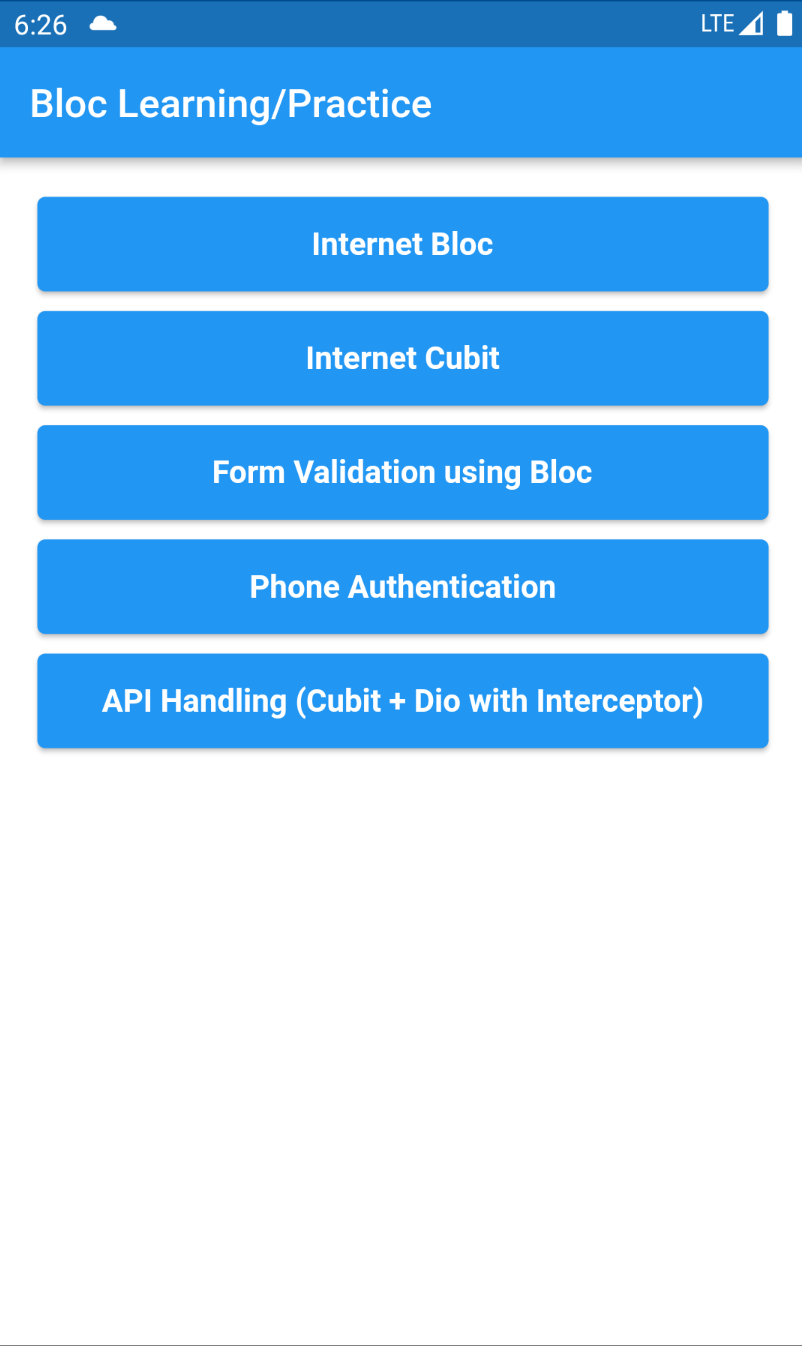 6:26 LTE
Bloc Learning/Practice
Internet Bloc
Internet Cubit
Form Validation using Bloc
Phone Authentication
API Handling (Cubit + Dio with Interceptor)